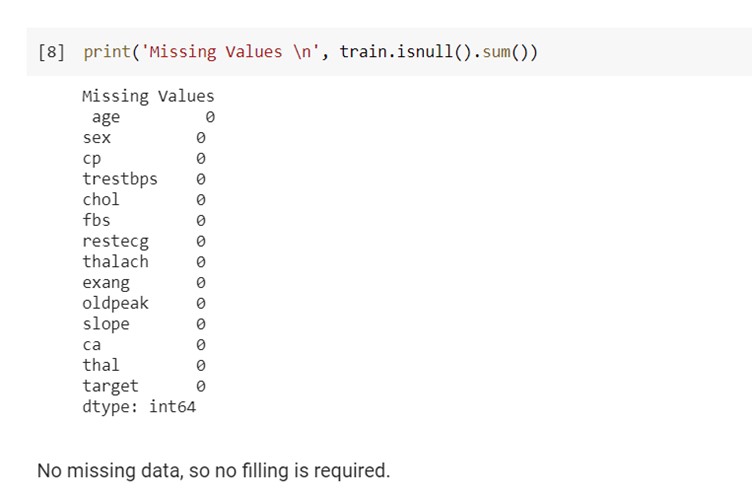 [8] print('Missing Values \n', train.isnull().sum())
Missing Values
age 0
sex 0
cp 0
trestbps 0
chol 0
fbs 0
restecg 0
thalach 0
exang 0
oldpeak 0
slope 0
ca 0
thal 0
target 0
dtype: int64
No missing data, so no filling is required.